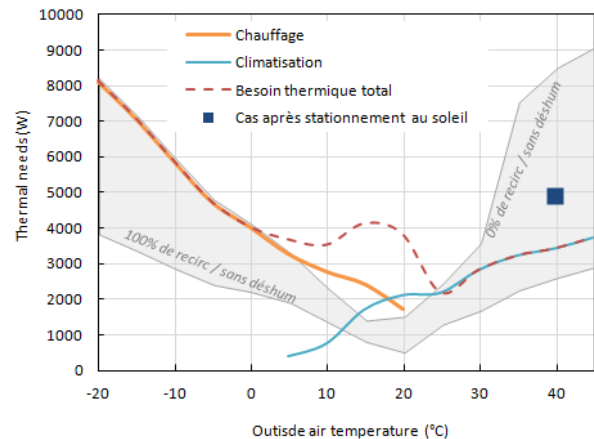 10000
9000
8000
7000
6000
5000
4000
3000
2000
1000
0
Thermal needs (W)
Chauffage
Climatisation
Besoin thermique total
Cas après stationnement au soleil
0% de recirc / sans déshum
100% de recirc / sans déshum
-20 -10 0 10 20 30 40
Outisde air temperature (°C)